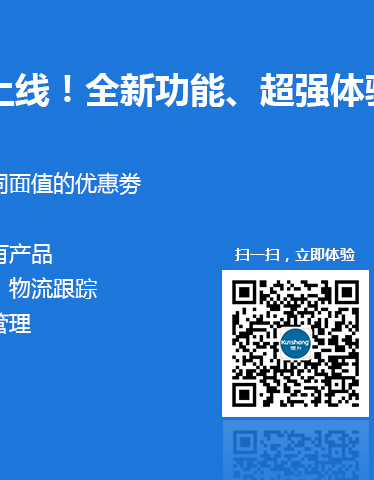 上线！全新功能、超强体验
同面值的优惠券
有产品
物流跟踪
管理
扫一扫，立即体验